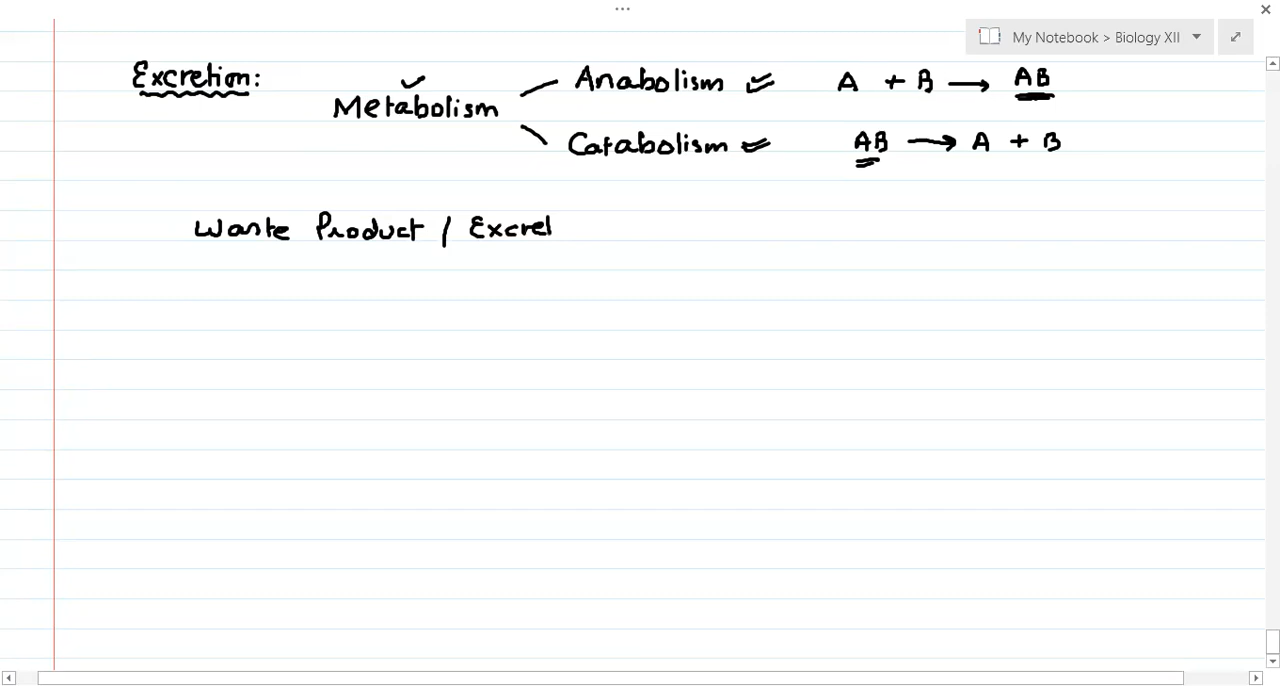 My Notebook > Biology XII
Excretion:
Metabolism
Anabolism A + B → AB
Catabolism AB → A + B
Waste Product / Excret